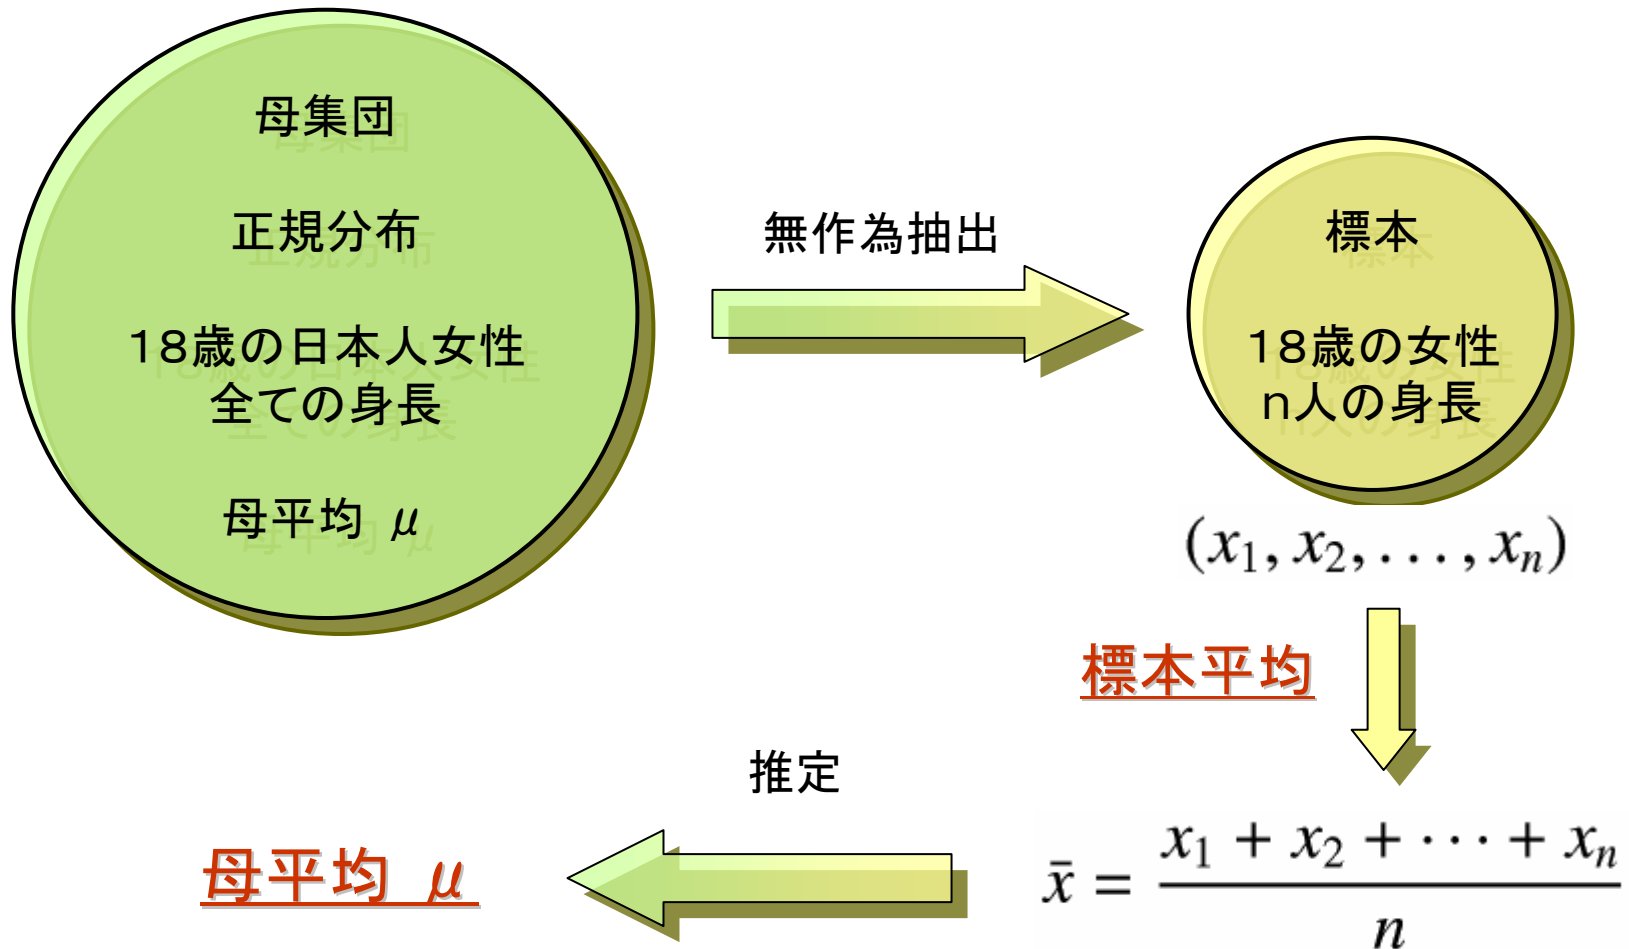 母集団
正規分布
18歳の日本人女性
全ての身長
母平均 μ
無作為抽出
標本
18歳の女性
n人の身長
(x₁, x₂, . . . , xₙ)
標本平均
x̄ = (x₁ + x₂ + · · · + xₙ) / n
推定
母平均 μ